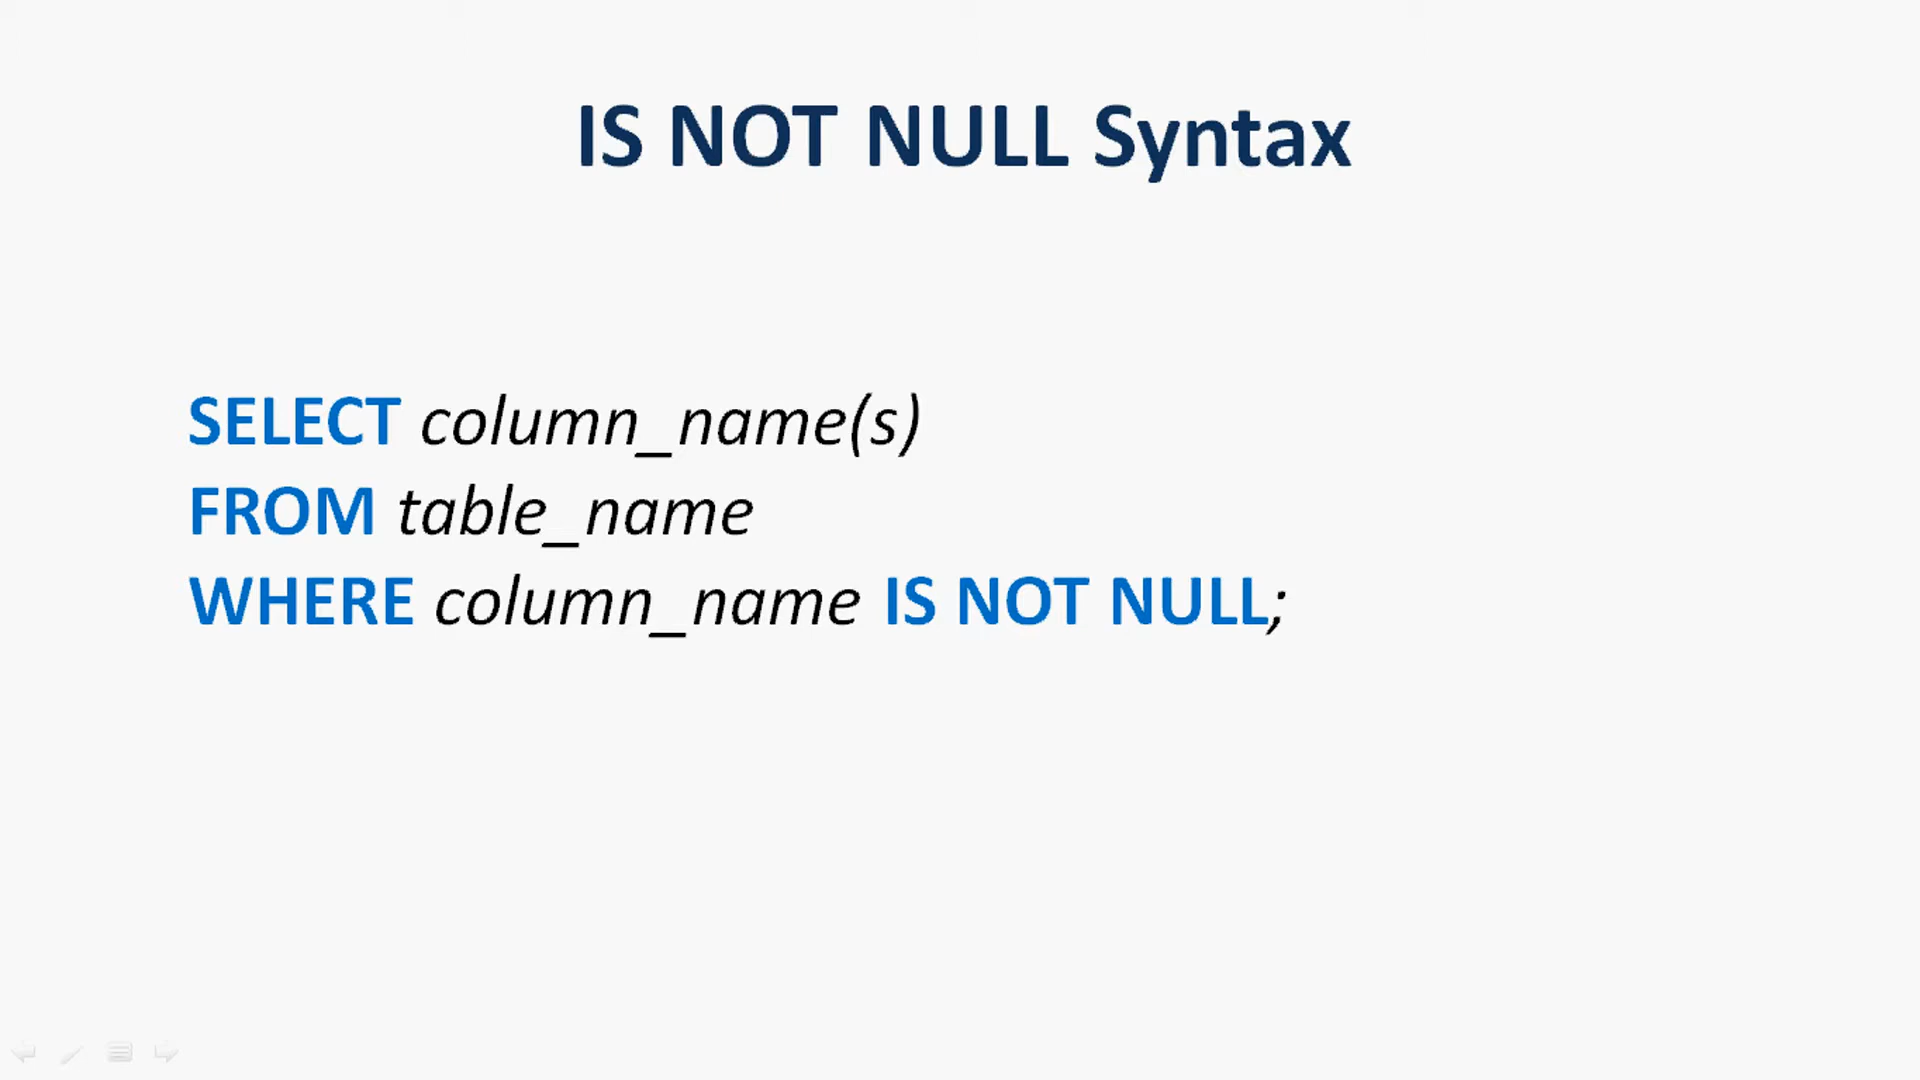 IS NOT NULL Syntax
SELECT column_name(s)
FROM table_name
WHERE column_name IS NOT NULL;